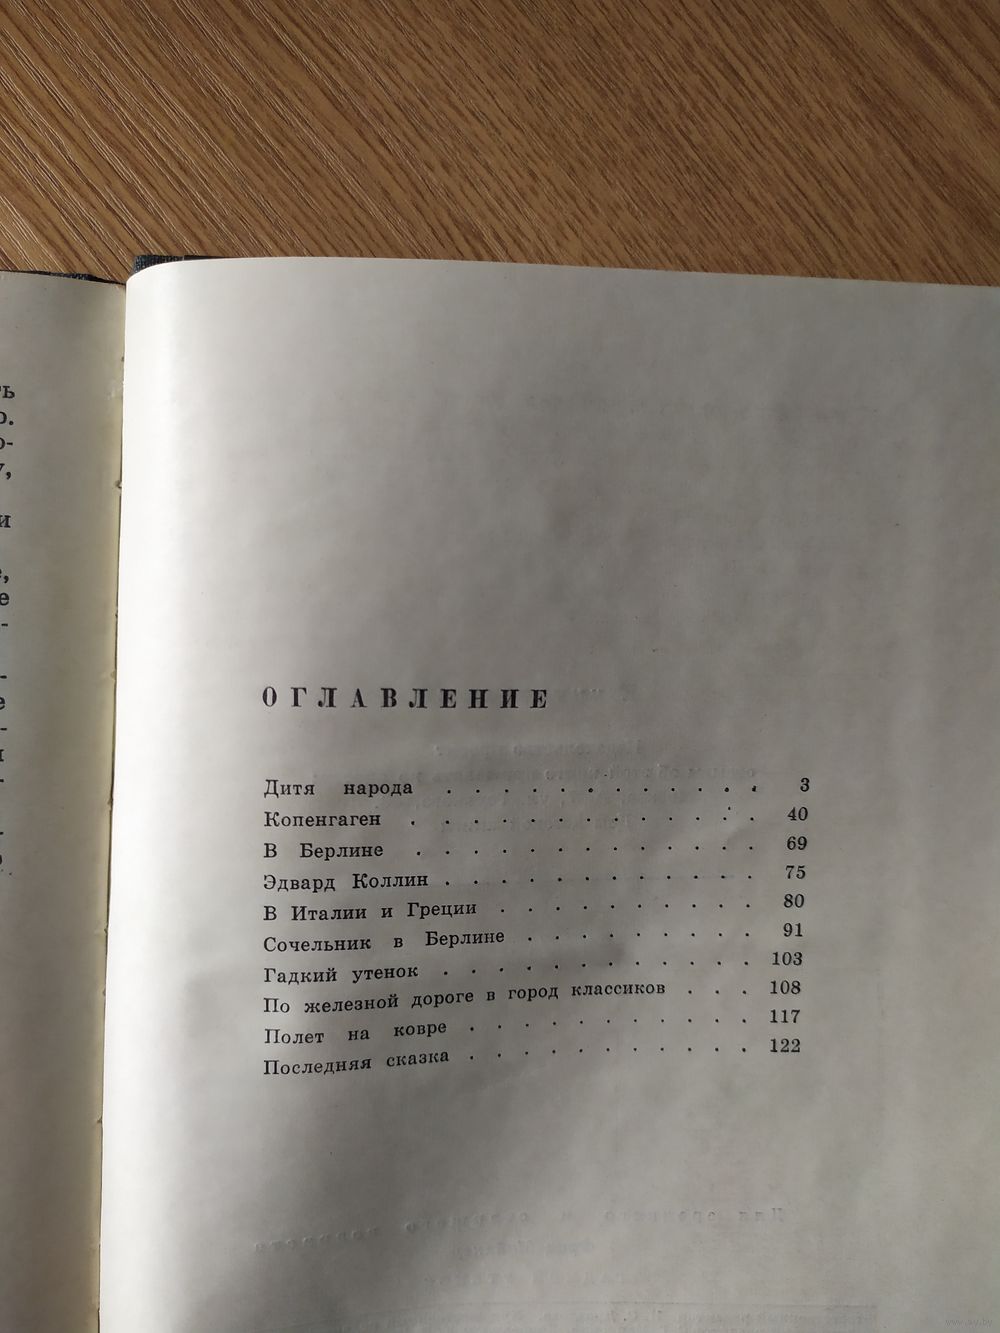 ОГЛАВЛЕНИЕ
Дитя народа . . . . . . . . . . . . 3
Копенгаген . . . . . . . . . . . . . 40
В Берлине . . . . . . . . . . . . . 69
Эдвард Коллин . . . . . . . . . . . . 75
В Италии и Греции . . . . . . . . . . 80
Сочельник в Берлине . . . . . . . . . 91
Гадкий утенок . . . . . . . . . . . . 103
По железной дороге в город классиков . . . 108
Полет на ковре . . . . . . . . . . . 117
Последняя сказка . . . . . . . . . . . 122